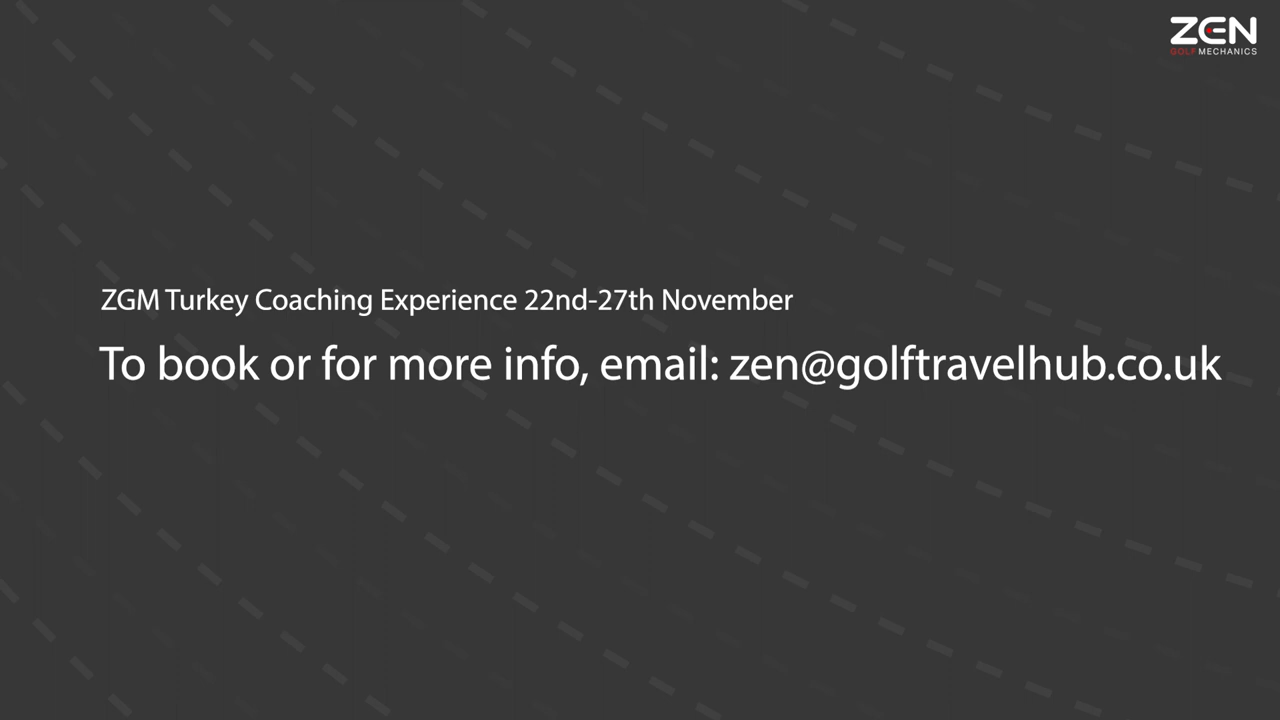 ZEN
GOLF MECHANICS
ZGM Turkey Coaching Experience 22nd-27th November
To book or for more info, email: zen@golftravelhub.co.uk